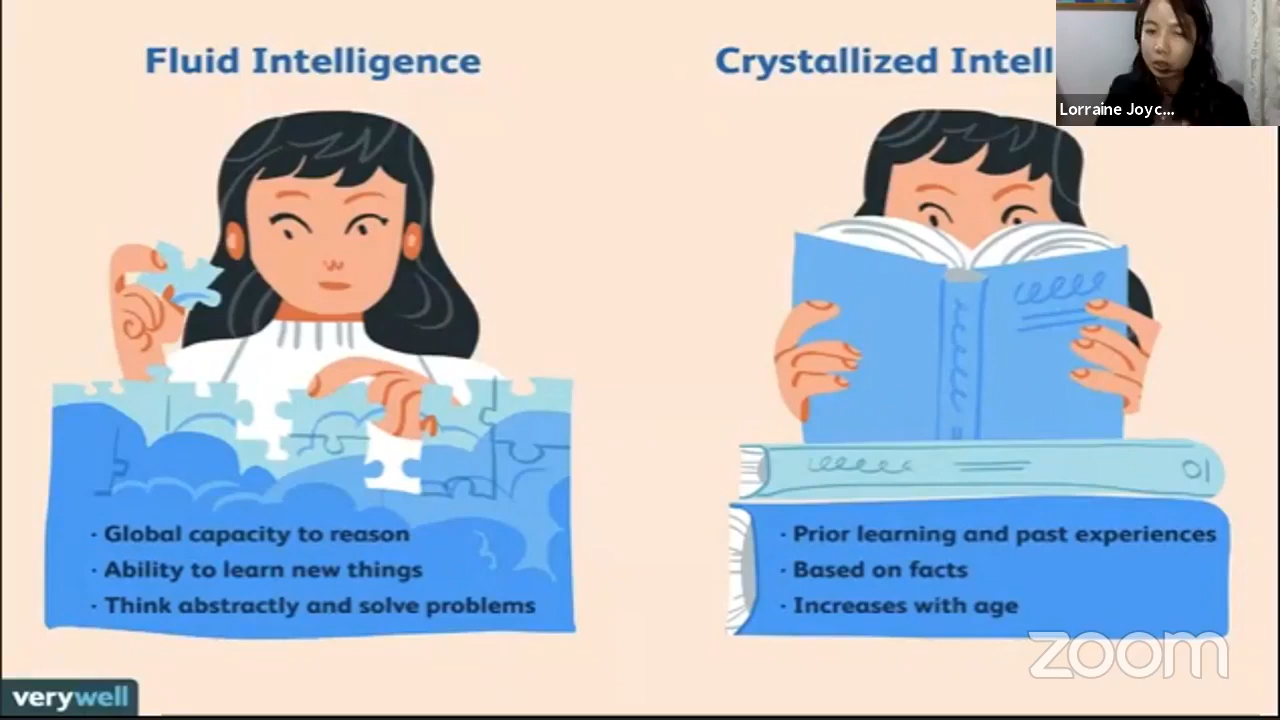 Fluid Intelligence
Crystallized Intell
Lorraine Joyc...
· Global capacity to reason
· Ability to learn new things
· Think abstractly and solve problems
· Prior learning and past experiences
· Based on facts
· Increases with age
zoom
verywell